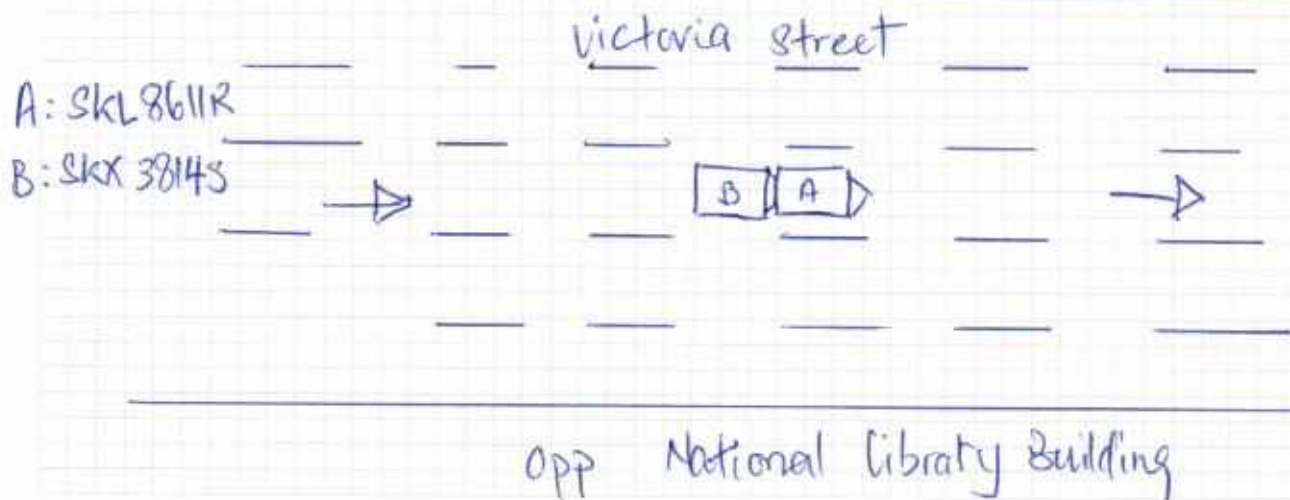 Victoria Street
A: SKL8611R
B: SKX 3814S
B A
Opp National Library Building